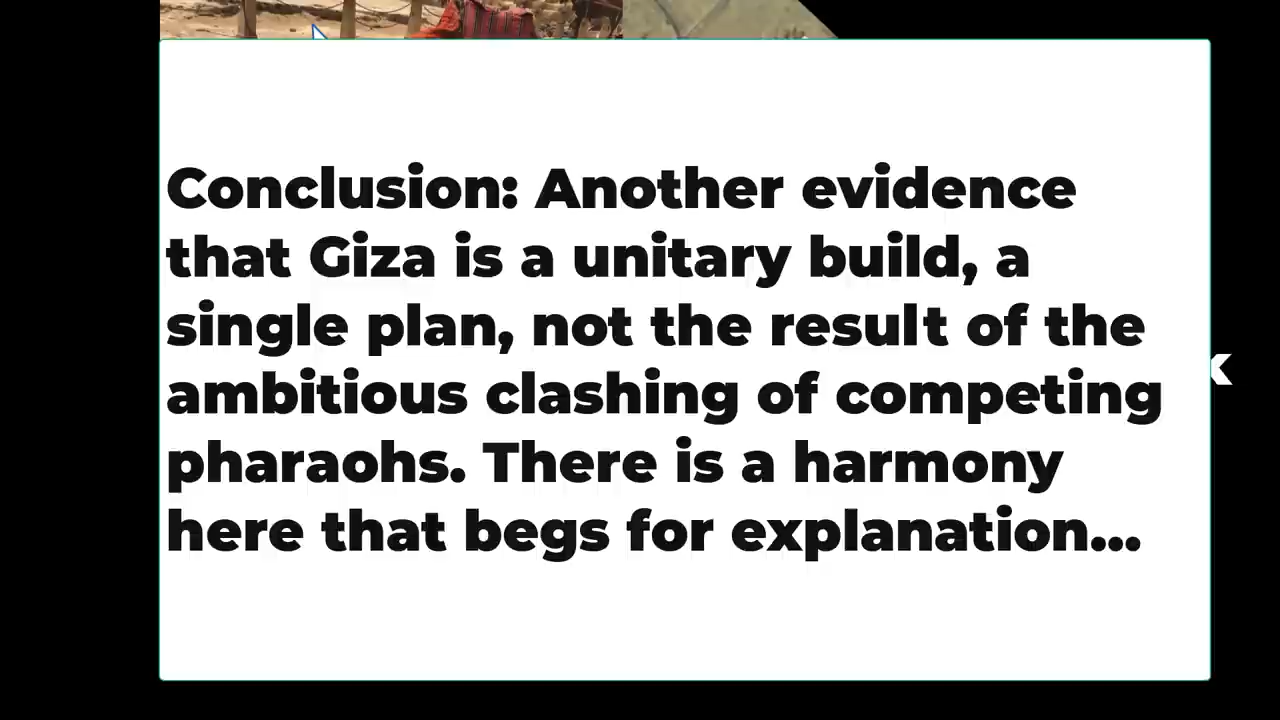 Conclusion: Another evidence
that Giza is a unitary build, a
single plan, not the result of the
ambitious clashing of competing
pharaohs. There is a harmony
here that begs for explanation...